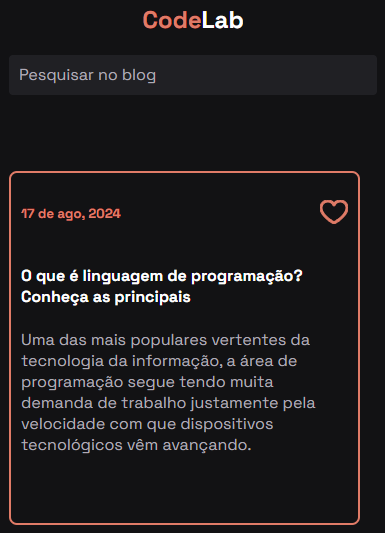 CodeLab
Pesquisar no blog
17 de ago, 2024
O que é linguagem de programação?
Conheça as principais
Uma das mais populares vertentes da
tecnologia da informação, a área de
programação segue tendo muita
demanda de trabalho justamente pela
velocidade com que dispositivos
tecnológicos vêm avançando.